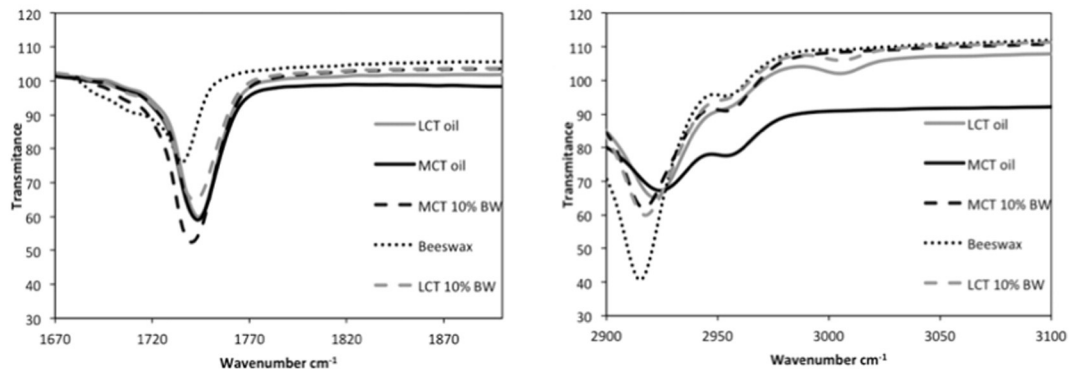 120
110
100
90
80
70
60
50
40
30
Transmitance
1670
1720
1770
1820
1870
Wavenumber cm-1
LCT oil
MCT oil
MCT 10% BW
Beeswax
LCT 10% BW
120
110
100
90
80
70
60
50
40
30
Transmitance
2900
2950
3000
3050
3100
Wavenumber cm-1
LCT oil
MCT oil
MCT 10% BW
Beeswax
LCT 10% BW